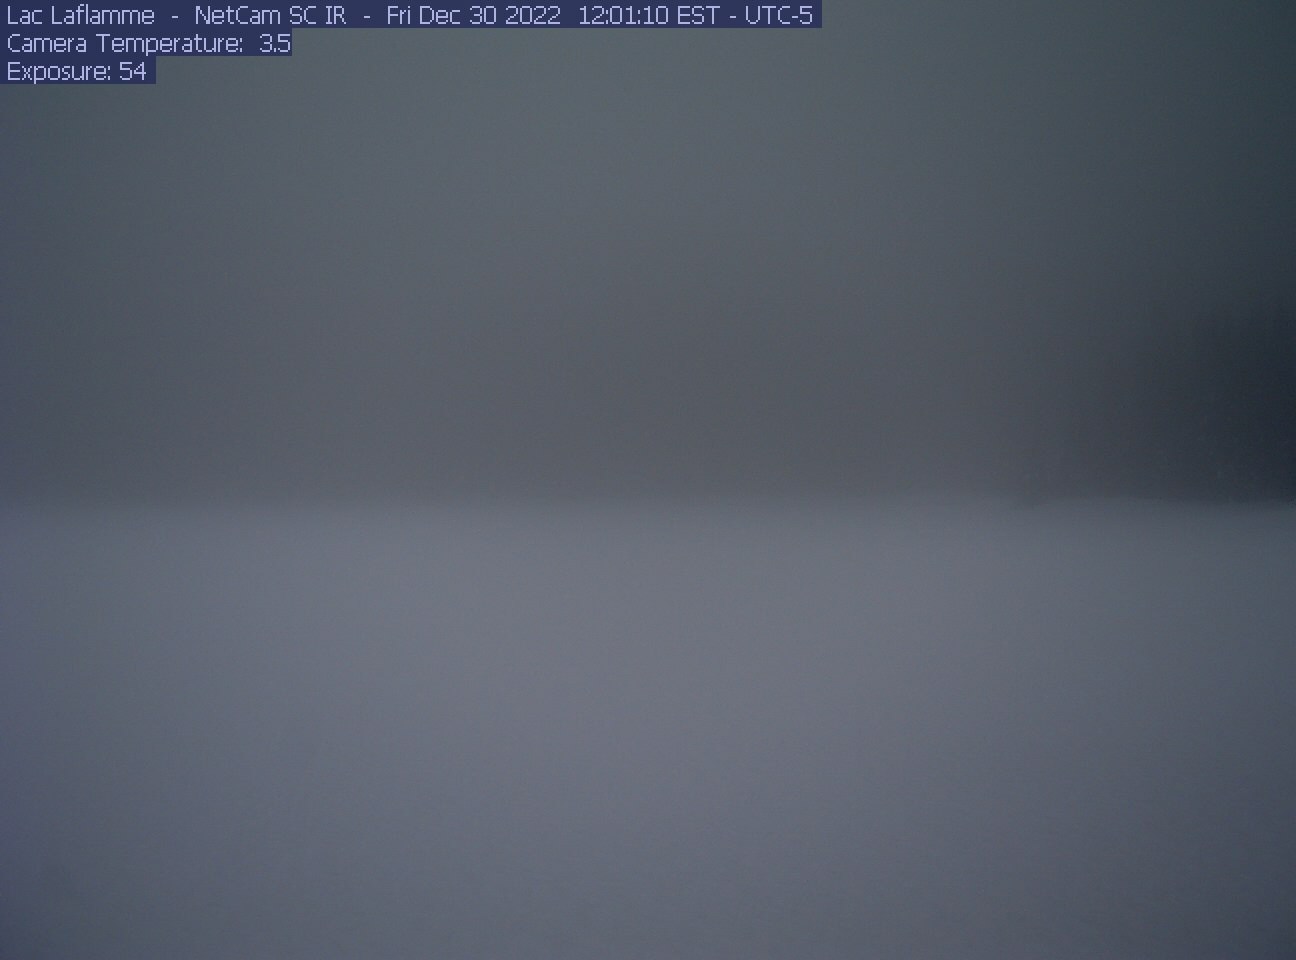 Lac Laflamme - NetCam SC IR - Fri Dec 30 2022 12:01:10 EST - UTC-5
Camera Temperature: 3.5
Exposure: 54